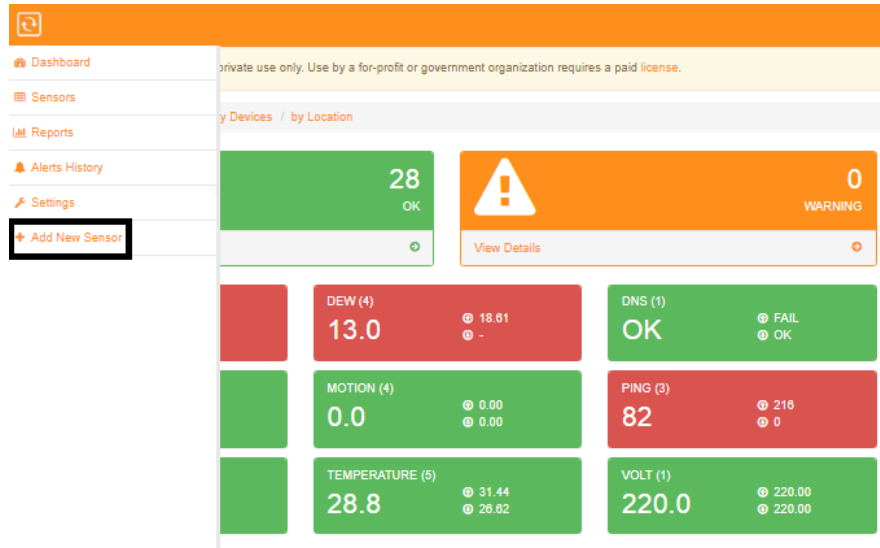 Dashboard
private use only. Use by a for-profit or government organization requires a paid license.
Sensors
y Devices / by Location
Reports
Alerts History
Settings
Add New Sensor
28
OK
0
WARNING
View Details
DEW (4)
13.0
18.61
-
DNS (1)
OK
FAIL
OK
MOTION (4)
0.0
0.00
0.00
PING (3)
82
216
0
TEMPERATURE (5)
28.8
31.44
26.62
VOLT (1)
220.0
220.00
220.00